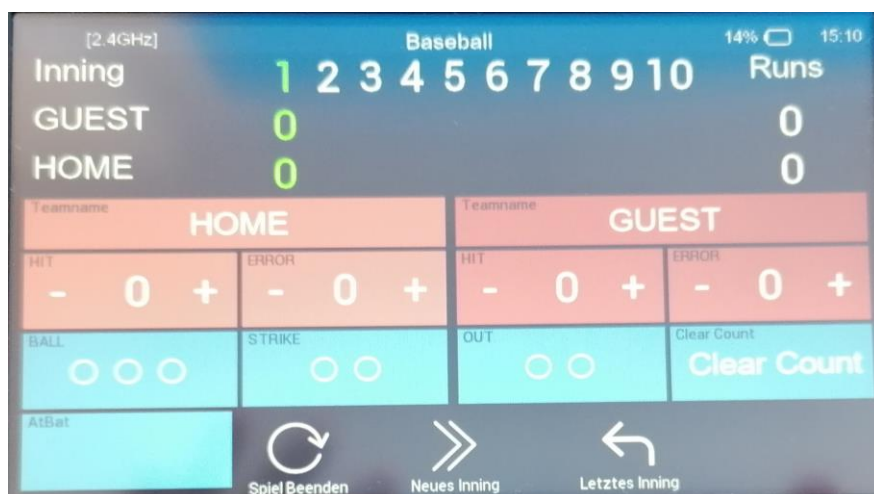 [2.4GHz] Baseball 14% 15:10
Inning 1 2 3 4 5 6 7 8 9 10 Runs
GUEST 0 0
HOME 0 0
Teamname HOME Teamname GUEST
HIT ERROR HIT ERROR
- 0 + - 0 + - 0 + - 0 +
BALL STRIKE OUT Clear Count
Clear Count
AtBat
Spiel Beenden Neues Inning Letztes Inning